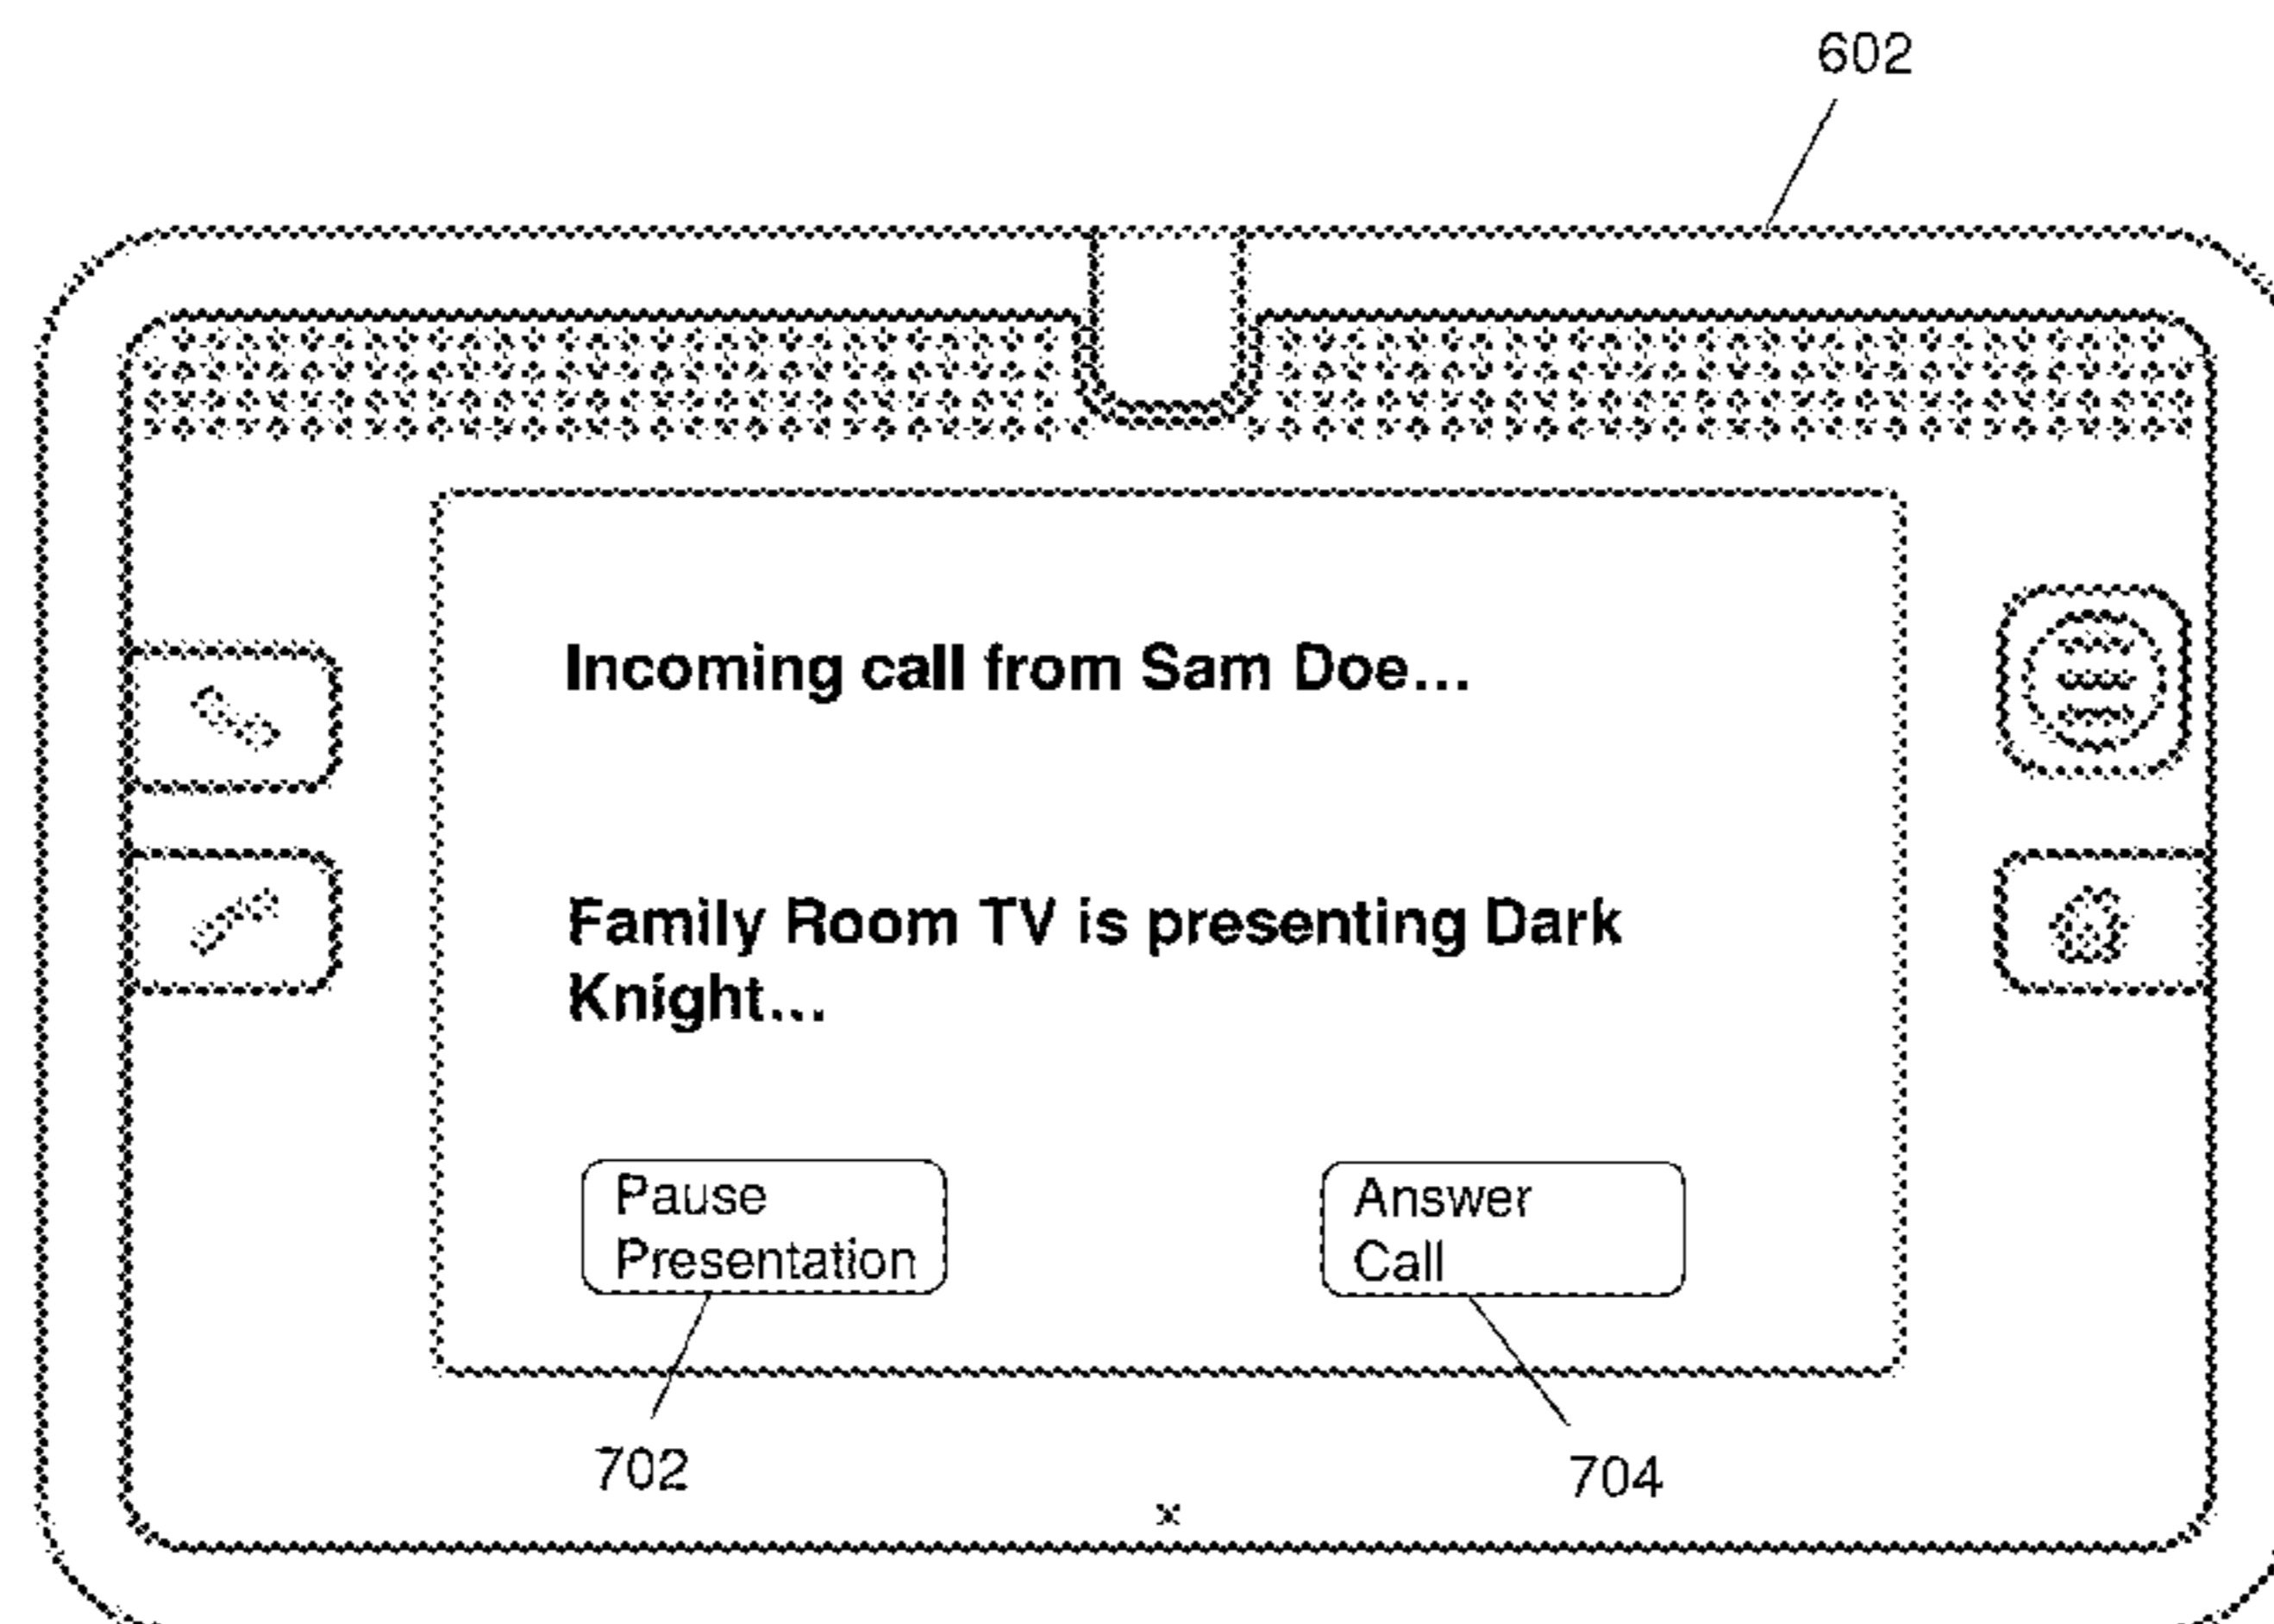 602
Incoming call from Sam Doe...
Family Room TV is presenting Dark
Knight...
Pause
Presentation
Answer
Call
702
704